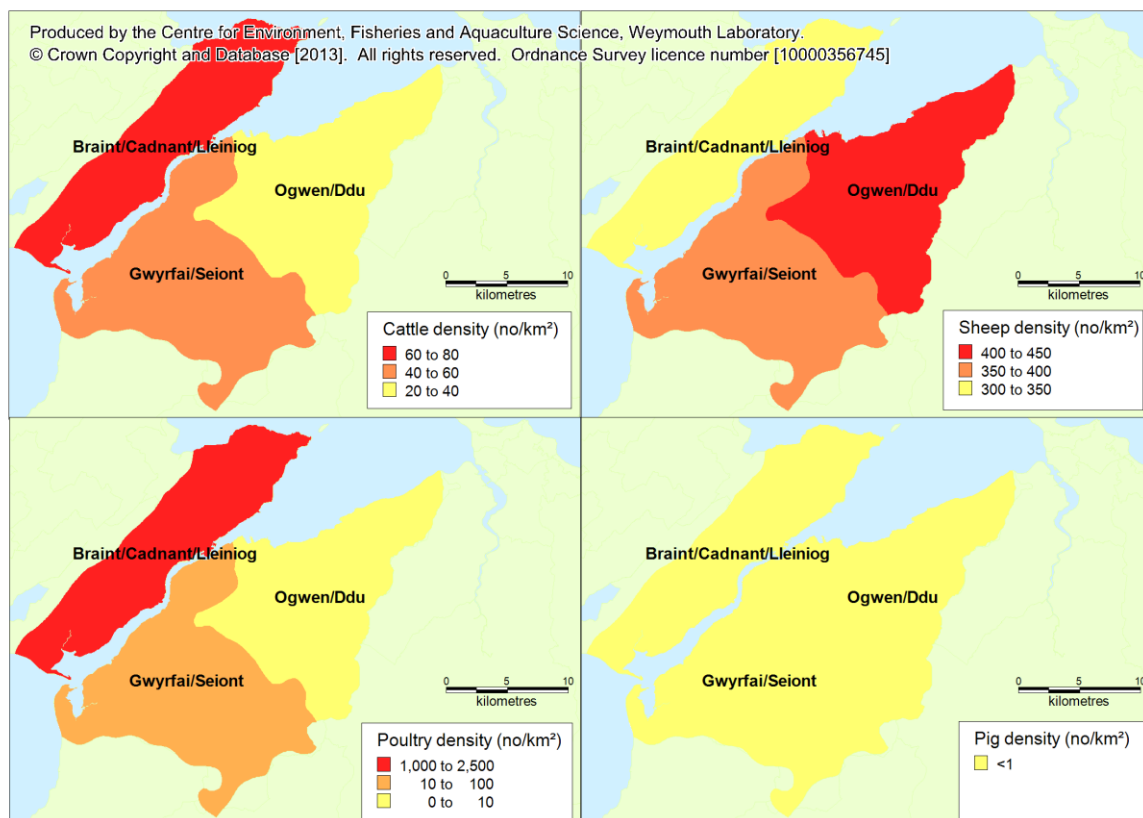 Produced by the Centre for Environment, Fisheries and Aquaculture Science, Weymouth Laboratory.
© Crown Copyright and Database [2013]. All rights reserved. Ordnance Survey licence number [10000356745]
Braint/Cadnant/Lleiniog
Ogwen/Ddu
Gwyrfai/Seiont
0 5 10
kilometres
Cattle density (no/km²)
60 to 80
40 to 60
20 to 40
Braint/Cadnant/Lleiniog
Ogwen/Ddu
Gwyrfai/Seiont
0 5 10
kilometres
Sheep density (no/km²)
400 to 450
350 to 400
300 to 350
Braint/Cadnant/Lleiniog
Ogwen/Ddu
Gwyrfai/Seiont
0 5 10
kilometres
Poultry density (no/km²)
1,000 to 2,500
10 to 100
0 to 10
Braint/Cadnant/Lleiniog
Ogwen/Ddu
Gwyrfai/Seiont
0 5 10
kilometres
Pig density (no/km²)
<1